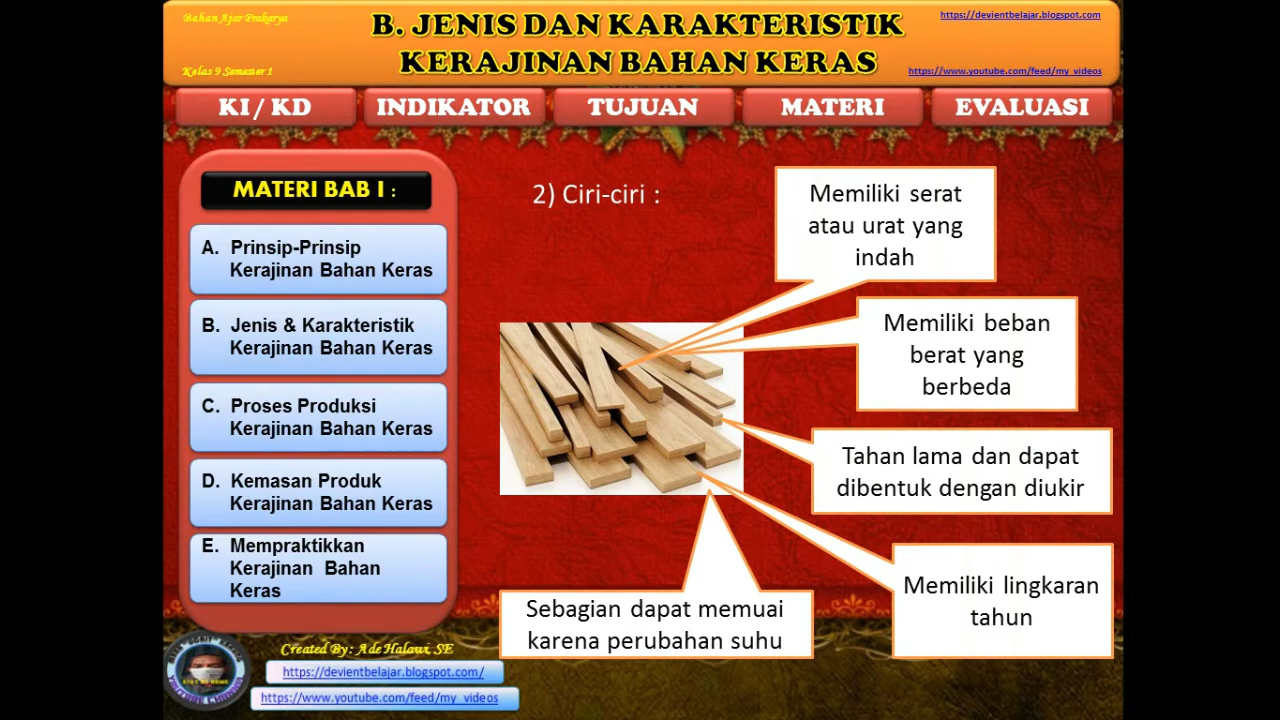 Bahan Ajar Prakarya
Kelas 9 Semester 1
B. JENIS DAN KARAKTERISTIK
KERAJINAN BAHAN KERAS
https://devientbelajar.blogspot.com
https://www.youtube.com/feed/my_videos
KI / KD
INDIKATOR
TUJUAN
MATERI
EVALUASI
MATERI BAB I :
A. Prinsip-Prinsip
Kerajinan Bahan Keras
B. Jenis & Karakteristik
Kerajinan Bahan Keras
C. Proses Produksi
Kerajinan Bahan Keras
D. Kemasan Produk
Kerajinan Bahan Keras
E. Mempraktikkan
Kerajinan Bahan
Keras
2) Ciri-ciri :
Memiliki serat
atau urat yang
indah
Memiliki beban
berat yang
berbeda
Tahan lama dan dapat
dibentuk dengan diukir
Memiliki lingkaran
tahun
Sebagian dapat memuai
karena perubahan suhu
Created By: Ade Halawi, SE
https://devientbelajar.blogspot.com/
https://www.youtube.com/feed/my_videos
STAY AT HOME